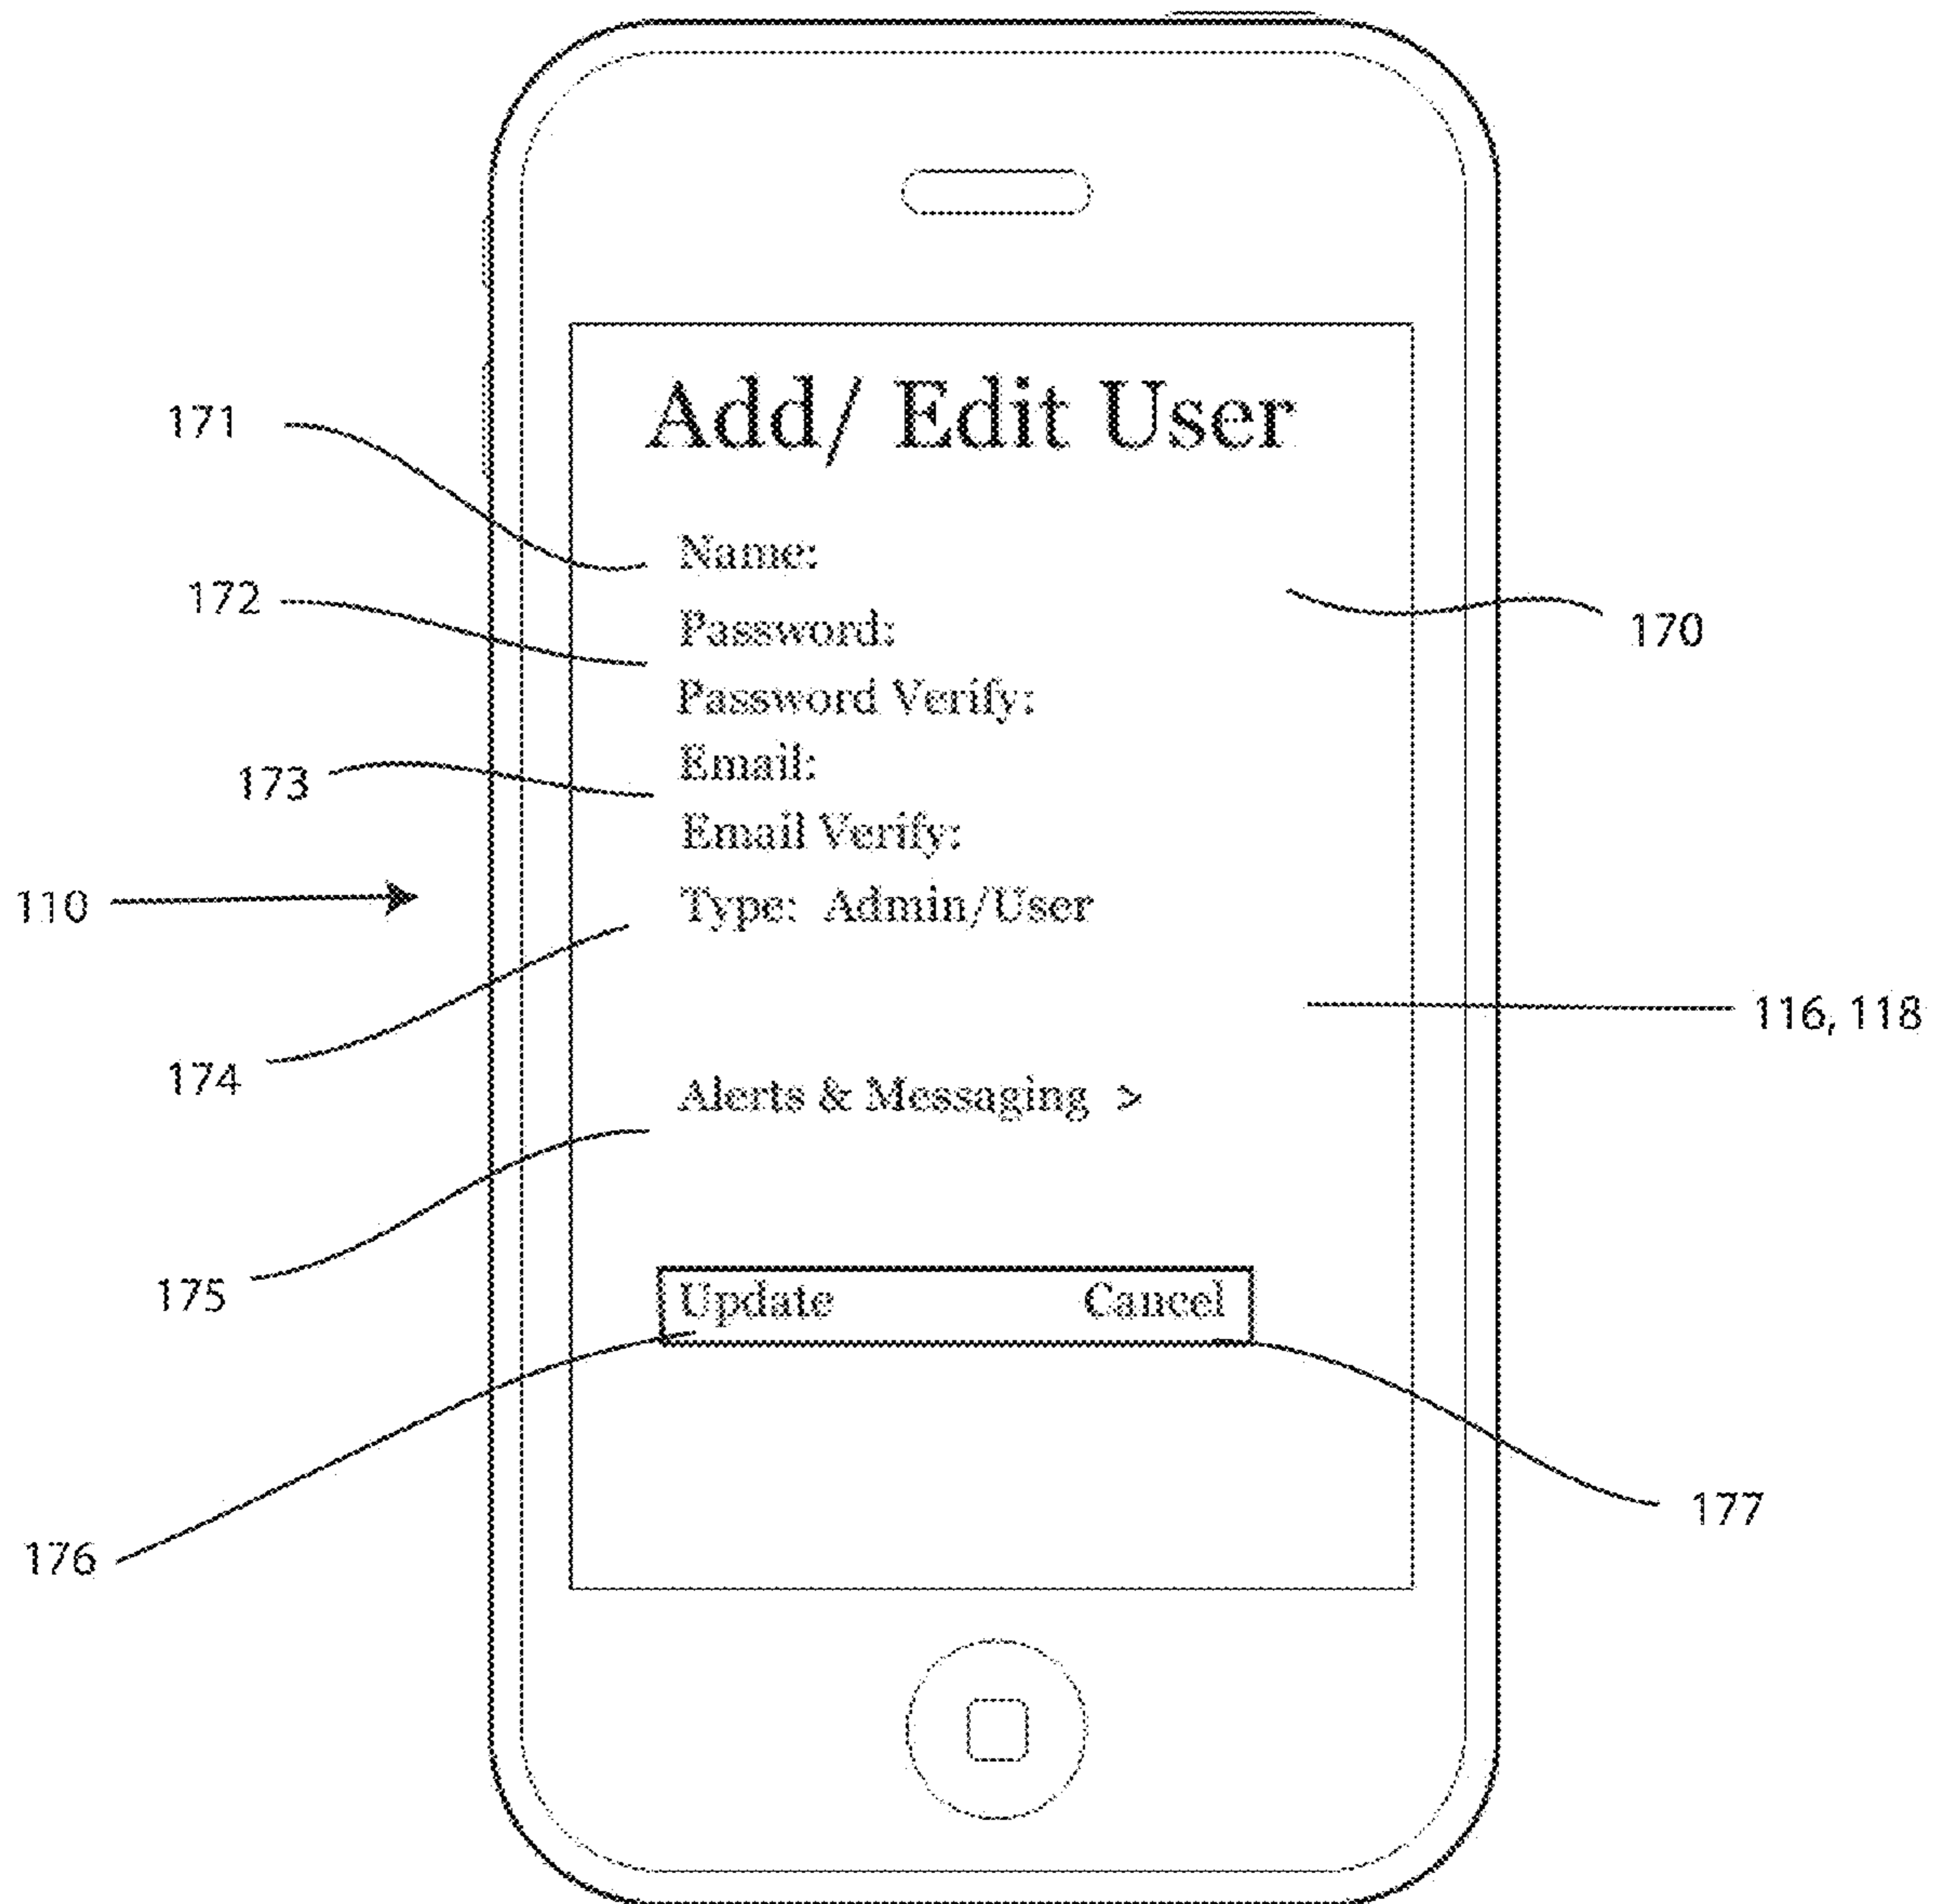 Add/ Edit User
171
Name:
172
Password:
170
Password Verify:
173
Email:
Email Verify:
110
Type: Admin/User
116, 118
174
Alerts & Messaging >
175
Update Cancel
177
176